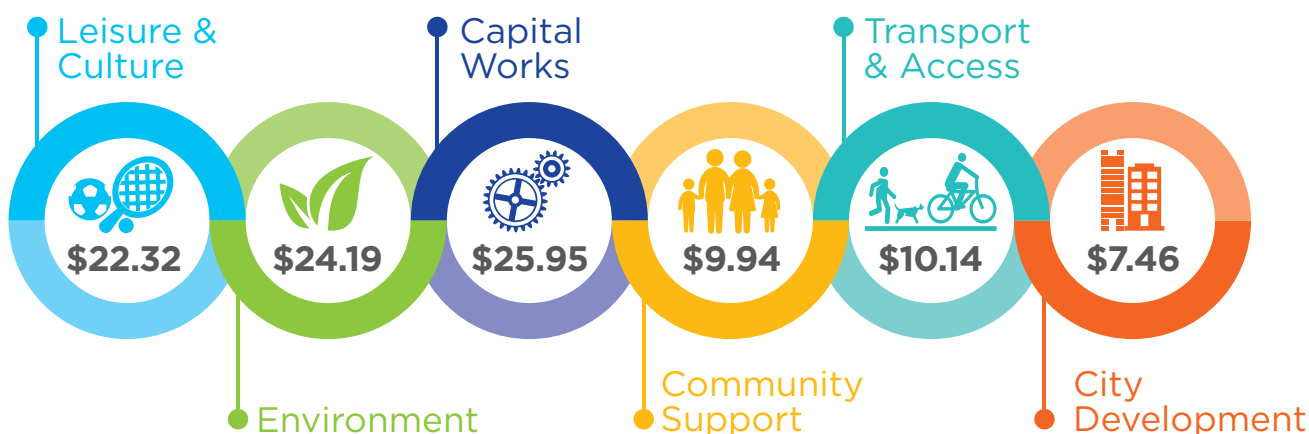 Leisure &
Culture
Capital
Works
Transport
& Access
$22.32
$24.19
$25.95
$9.94
$10.14
$7.46
Environment
Community
Support
City
Development